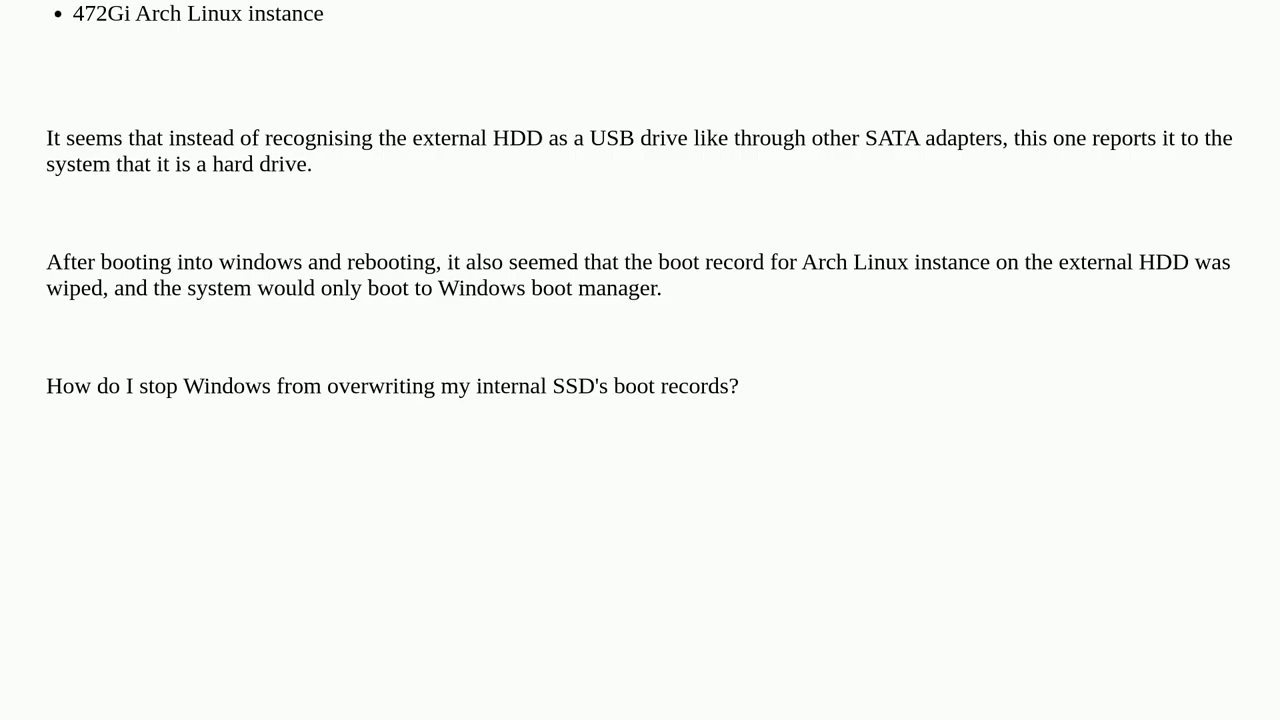 • 472Gi Arch Linux instance
It seems that instead of recognising the external HDD as a USB drive like through other SATA adapters, this one reports it to the
system that it is a hard drive.
After booting into windows and rebooting, it also seemed that the boot record for Arch Linux instance on the external HDD was
wiped, and the system would only boot to Windows boot manager.
How do I stop Windows from overwriting my internal SSD's boot records?